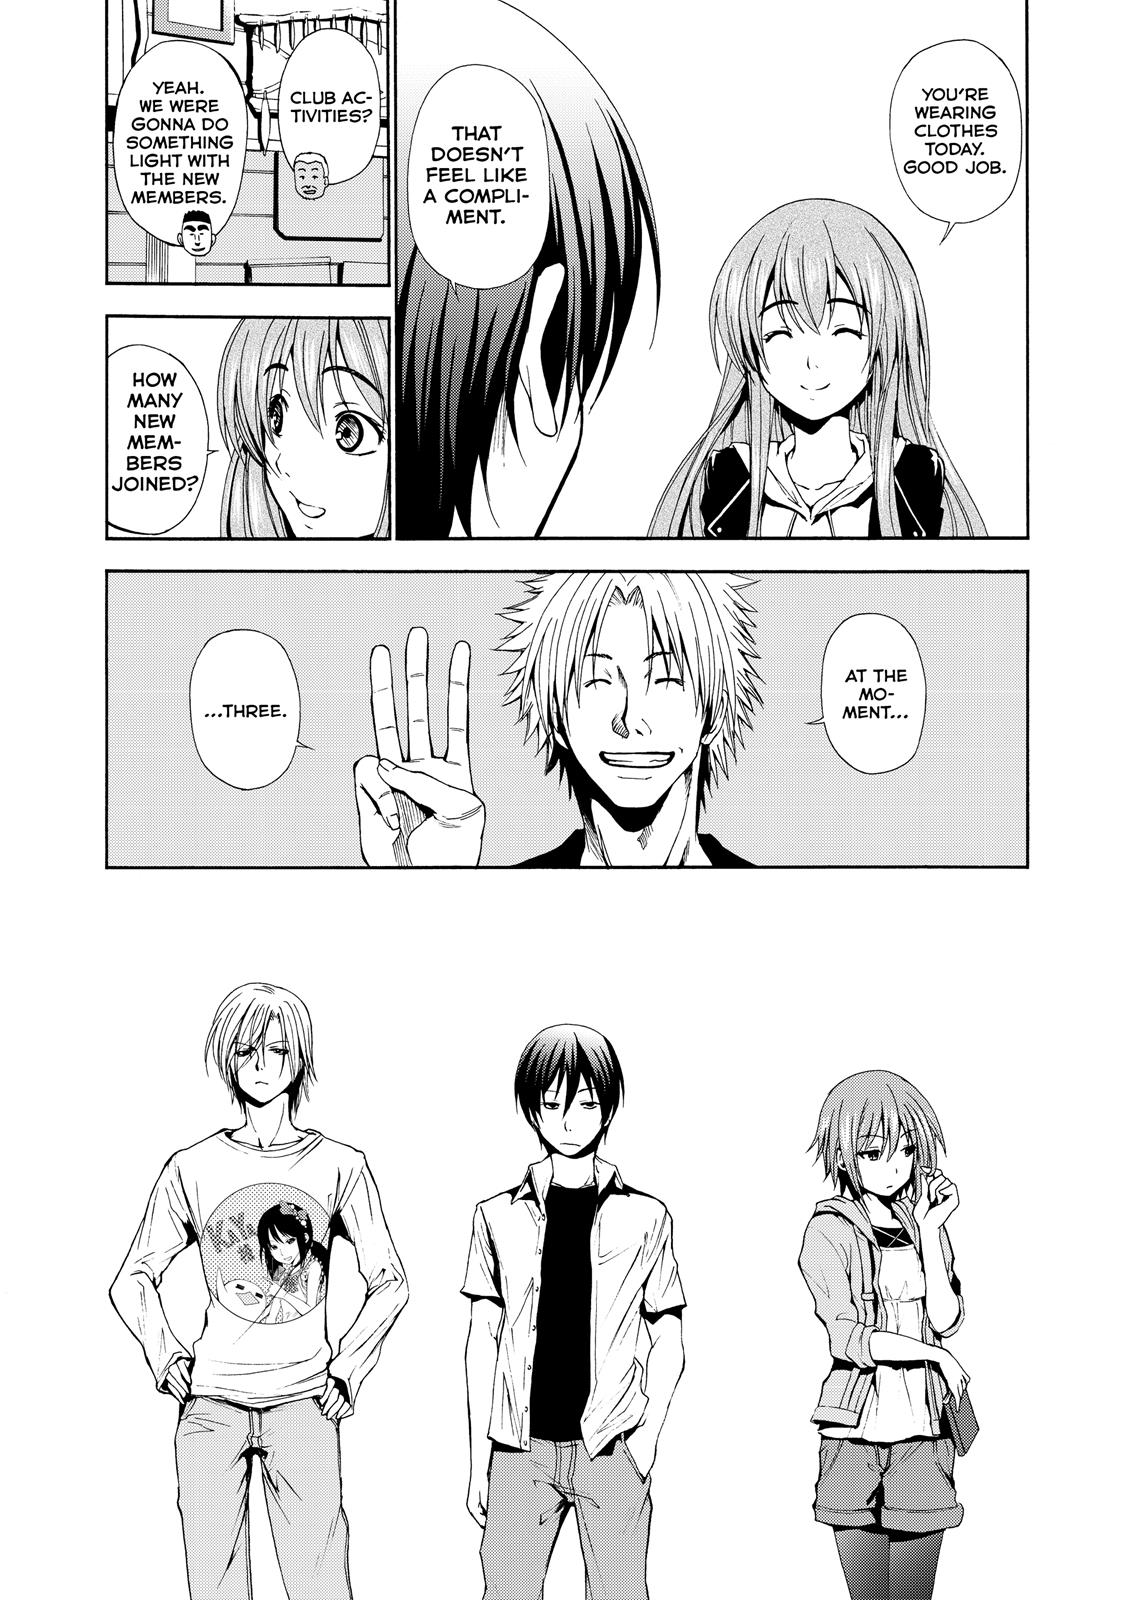 YOU'RE
WEARING
CLOTHES
TODAY.
GOOD JOB.
THAT
DOESN'T
FEEL LIKE
A COMPLI-
MENT.
CLUB AC-
TIVITIES?
YEAH.
WE WERE
GONNA DO
SOMETHING
LIGHT WITH
THE NEW
MEMBERS.
HOW
MANY
NEW
MEM-
BERS
JOINED?
AT THE
MO-
MENT...
...THREE.